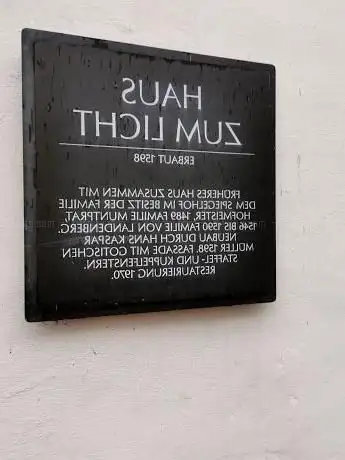 HAUS
ZUM LICHT
ERBAUT 1598
FRÜHERES HAUS ZUSAMMEN MIT
DEM SPIEGELHOF IM BESITZ DER FAMILIE
HOFMEISTER, 1489 FAMILIE MUNTPRAT,
1546 BIS 1590 FAMILIE VON LANDENBERG.
NEUBAU DURCH HANS KASPAR
MÜLLER 1598. FASSADE MIT GOTISCHEN
STAFFEL- UND KUPPELFENSTERN.
RESTAURIERUNG 1970.